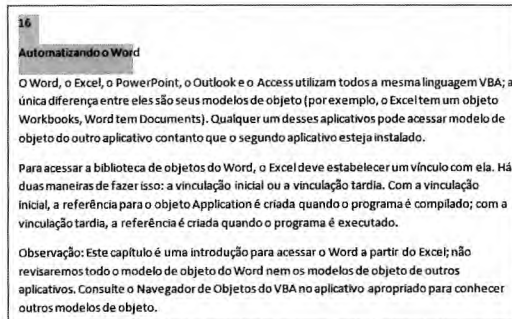 16
Automatizando o Word
O Word, o Excel, o PowerPoint, o Outlook e o Access utilizam todos a mesma linguagem VBA; a
única diferença entre eles são seus modelos de objeto (por exemplo, o Excel tem um objeto
Workbooks, Word tem Documents). Qualquer um desses aplicativos pode acessar modelo de
objeto do outro aplicativo contanto que o segundo aplicativo esteja instalado.
Para acessar a biblioteca de objetos do Word, o Excel deve estabelecer um vínculo com ela. Há
duas maneiras de fazer isso: a vinculação inicial ou a vinculação tardia. Com a vinculação
inicial, a referência para o objeto Application é criada quando o programa é compilado; com a
vinculação tardia, a referência é criada quando o programa é executado.
Observação: Este capítulo é uma introdução para acessar o Word a partir do Excel; não
revisaremos todo o modelo de objeto do Word nem os modelos de objeto de outros
aplicativos. Consulte o Navegador de Objetos do VBA no aplicativo apropriado para conhecer
outros modelos de objeto.